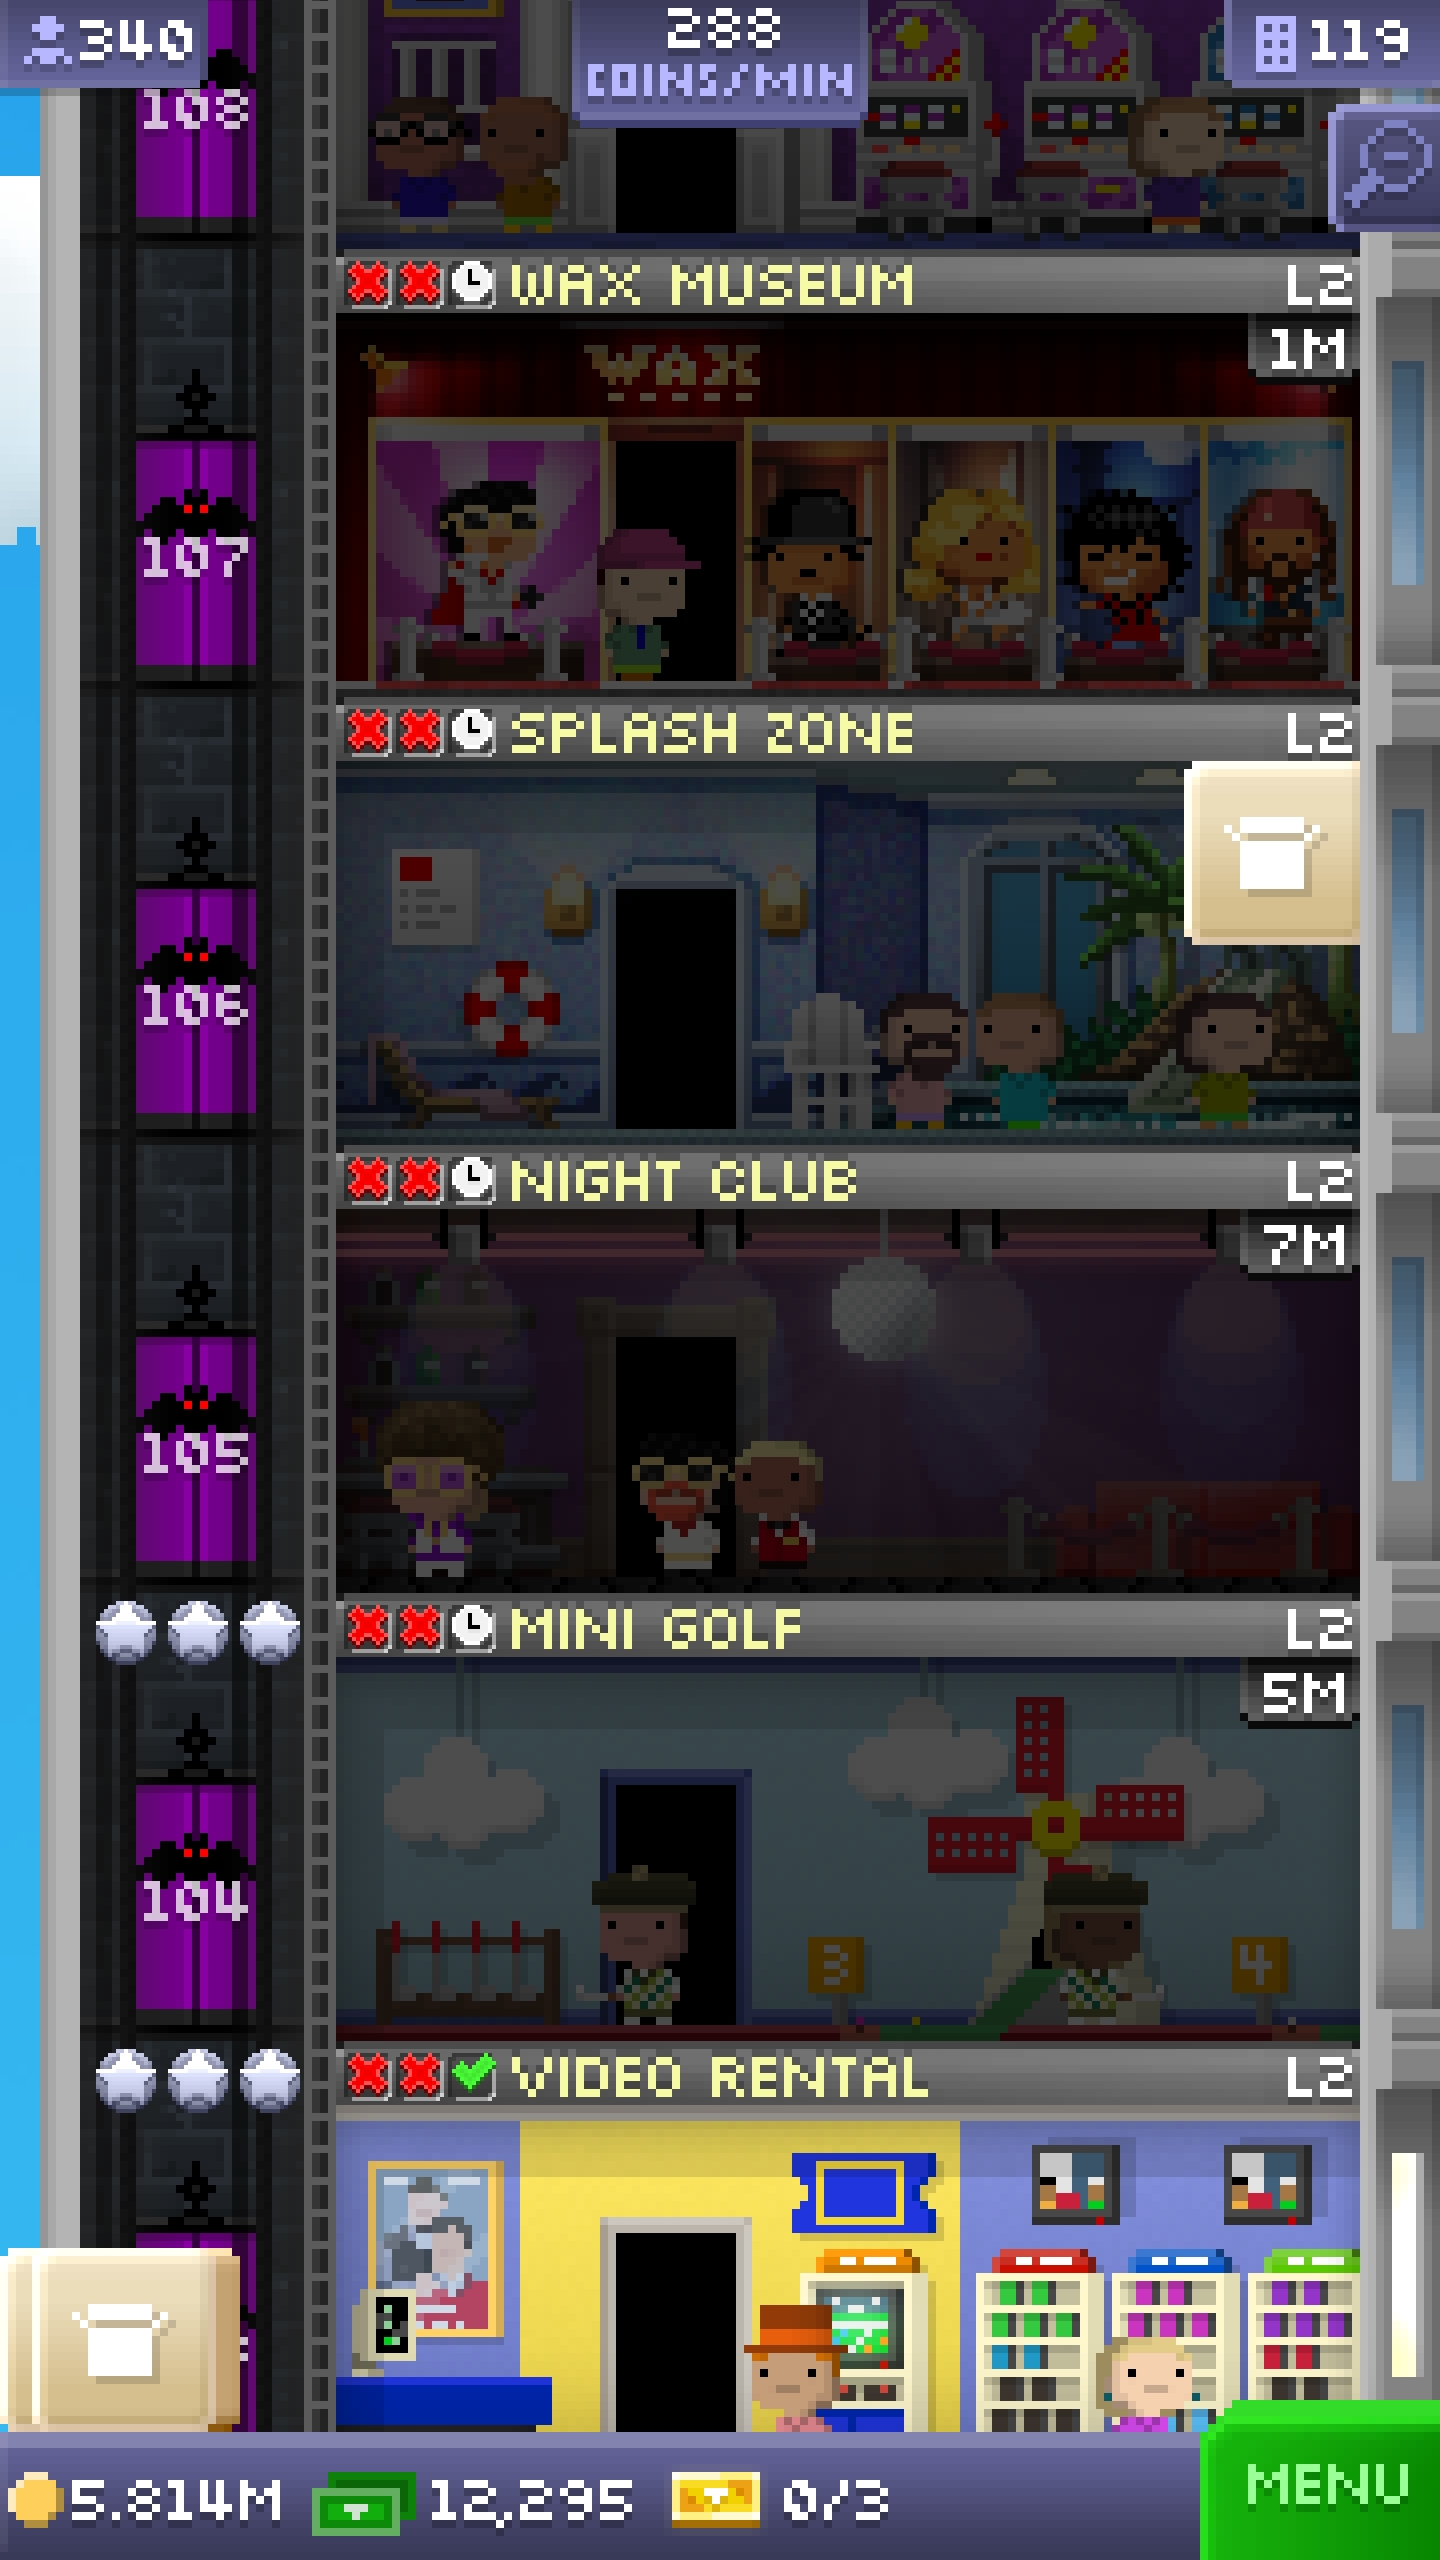 340
288
COINS/MIN
119
108
WAX MUSEUM L2
1M
WAX
107
SPLASH ZONE L2
106
NIGHT CLUB L2
7M
105
MINI GOLF L2
5M
104
3
4
VIDEO RENTAL L2
5.814M 12,295 0/3
MENU